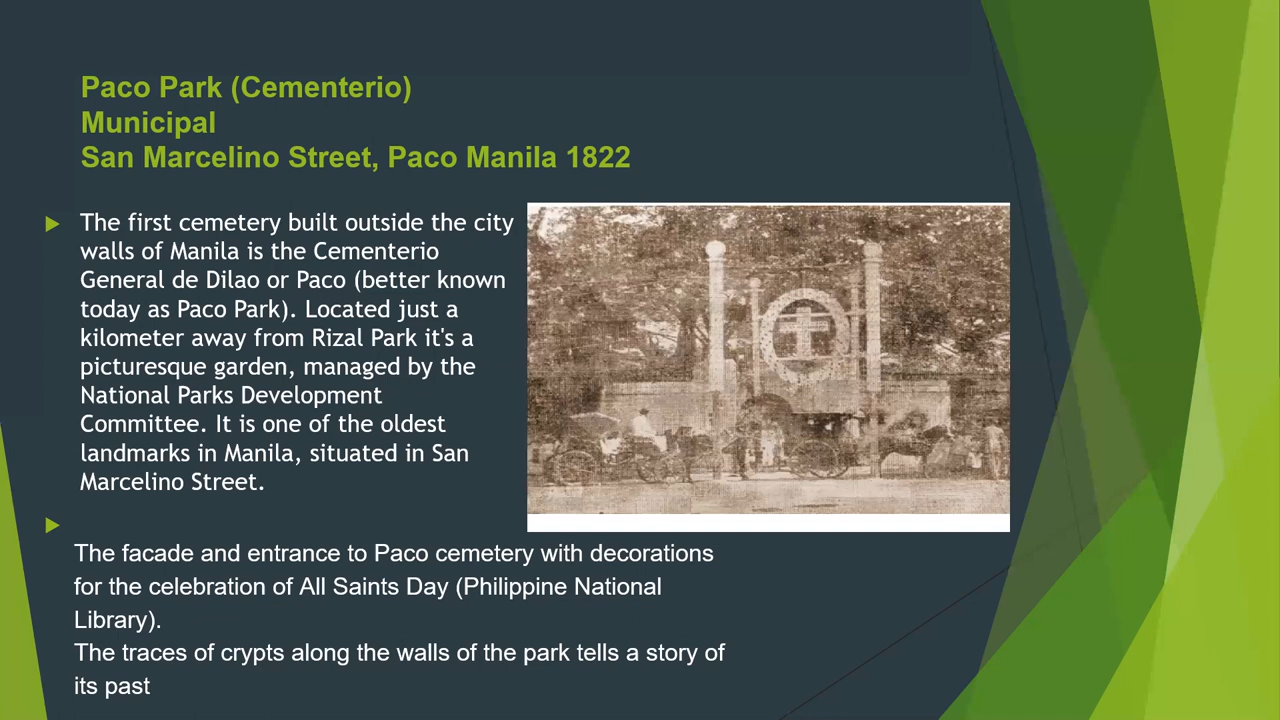 Paco Park (Cementerio)
Municipal
San Marcelino Street, Paco Manila 1822
The first cemetery built outside the city
walls of Manila is the Cementerio
General de Dilao or Paco (better known
today as Paco Park). Located just a
kilometer away from Rizal Park it's a
picturesque garden, managed by the
National Parks Development
Committee. It is one of the oldest
landmarks in Manila, situated in San
Marcelino Street.
The facade and entrance to Paco cemetery with decorations
for the celebration of All Saints Day (Philippine National
Library).
The traces of crypts along the walls of the park tells a story of
its past